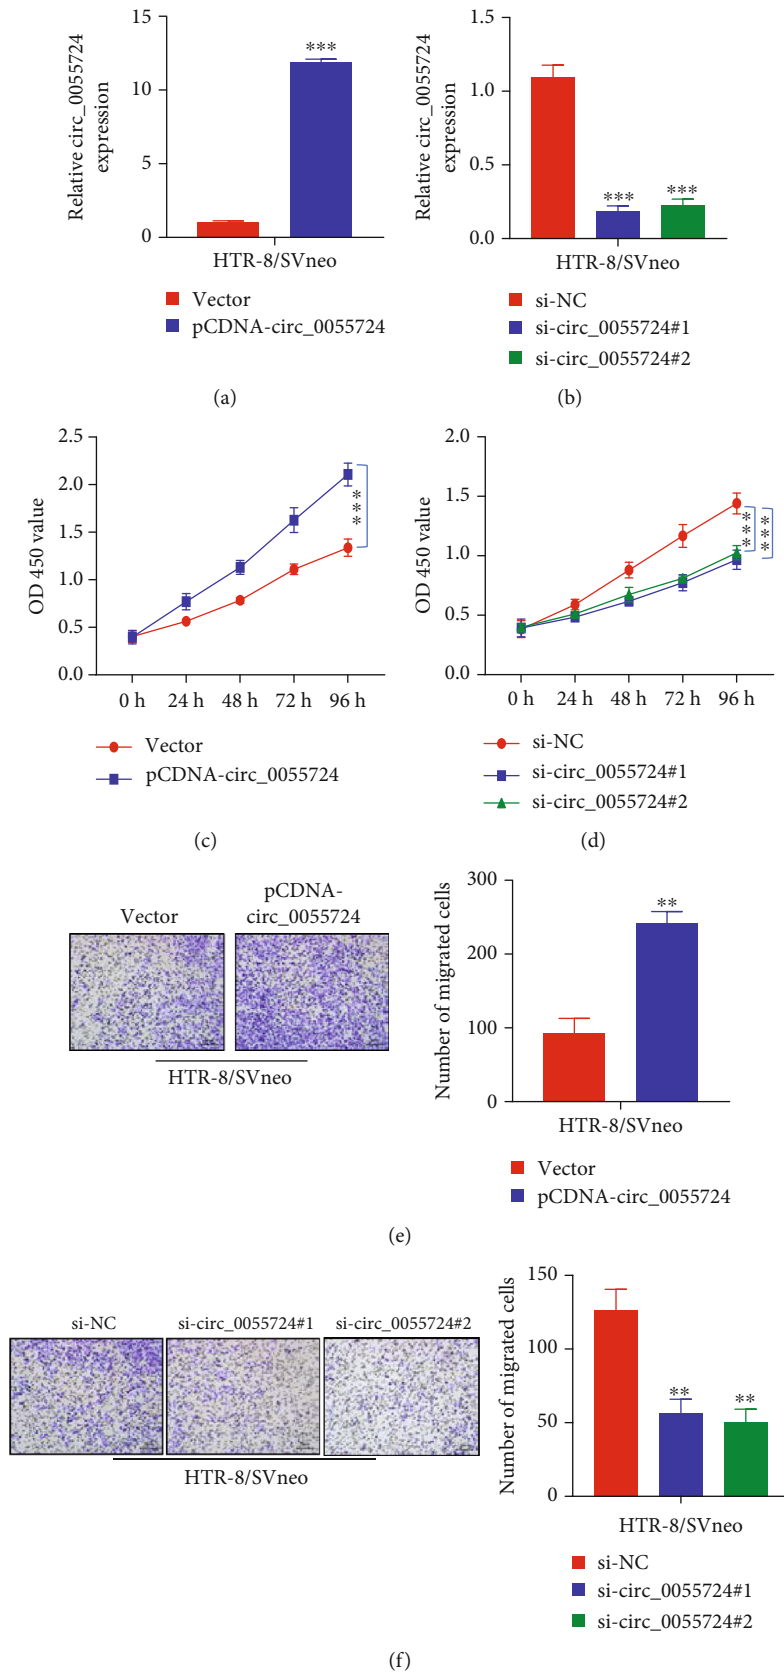 Relative circ_0055724
expression
15
10
5
0
***
HTR-8/SVneo
Vector
pCDNA-circ_0055724
(a)
Relative circ_0055724
expression
1.5
1.0
0.5
0.0
***
***
HTR-8/SVneo
si-NC
si-circ_0055724#1
si-circ_0055724#2
(b)
OD 450 value
2.5
2.0
1.5
1.0
0.5
0.0
***
0 h 24 h 48 h 72 h 96 h
Vector
pCDNA-circ_0055724
(c)
OD 450 value
2.0
1.5
1.0
0.5
0.0
***
***
0 h 24 h 48 h 72 h 96 h
si-NC
si-circ_0055724#1
si-circ_0055724#2
(d)
Vector
pCDNA-
circ_0055724
HTR-8/SVneo
Number of migrated cells
300
200
100
0
**
HTR-8/SVneo
Vector
pCDNA-circ_0055724
(e)
si-NC si-circ_0055724#1 si-circ_0055724#2
HTR-8/SVneo
Number of migrated cells
150
100
50
0
**
**
HTR-8/SVneo
si-NC
si-circ_0055724#1
si-circ_0055724#2
(f)